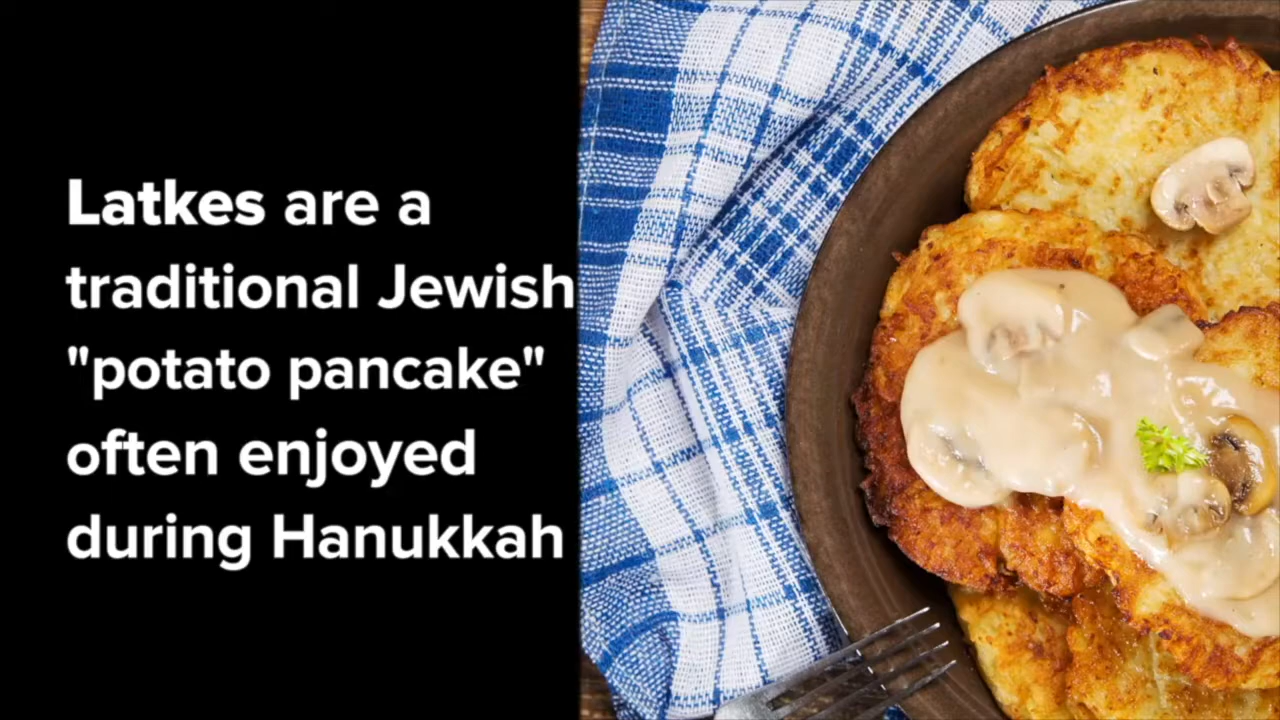 Latkes are a
traditional Jewish
"potato pancake"
often enjoyed
during Hanukkah